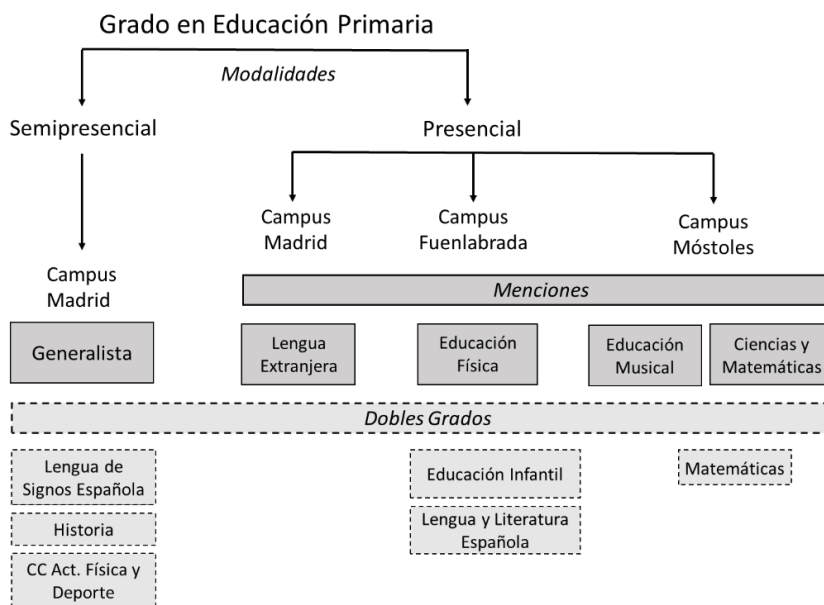 Grado en Educación Primaria
Modalidades
Semipresencial
Presencial
Campus
Madrid
Campus
Fuenlabrada
Campus
Móstoles
Campus
Madrid
Menciones
Generalista
Lengua
Extranjera
Educación
Física
Educación
Musical
Ciencias y
Matemáticas
Dobles Grados
Lengua de
Signos Española
Educación Infantil
Matemáticas
Historia
Lengua y Literatura
Española
CC Act. Física y
Deporte